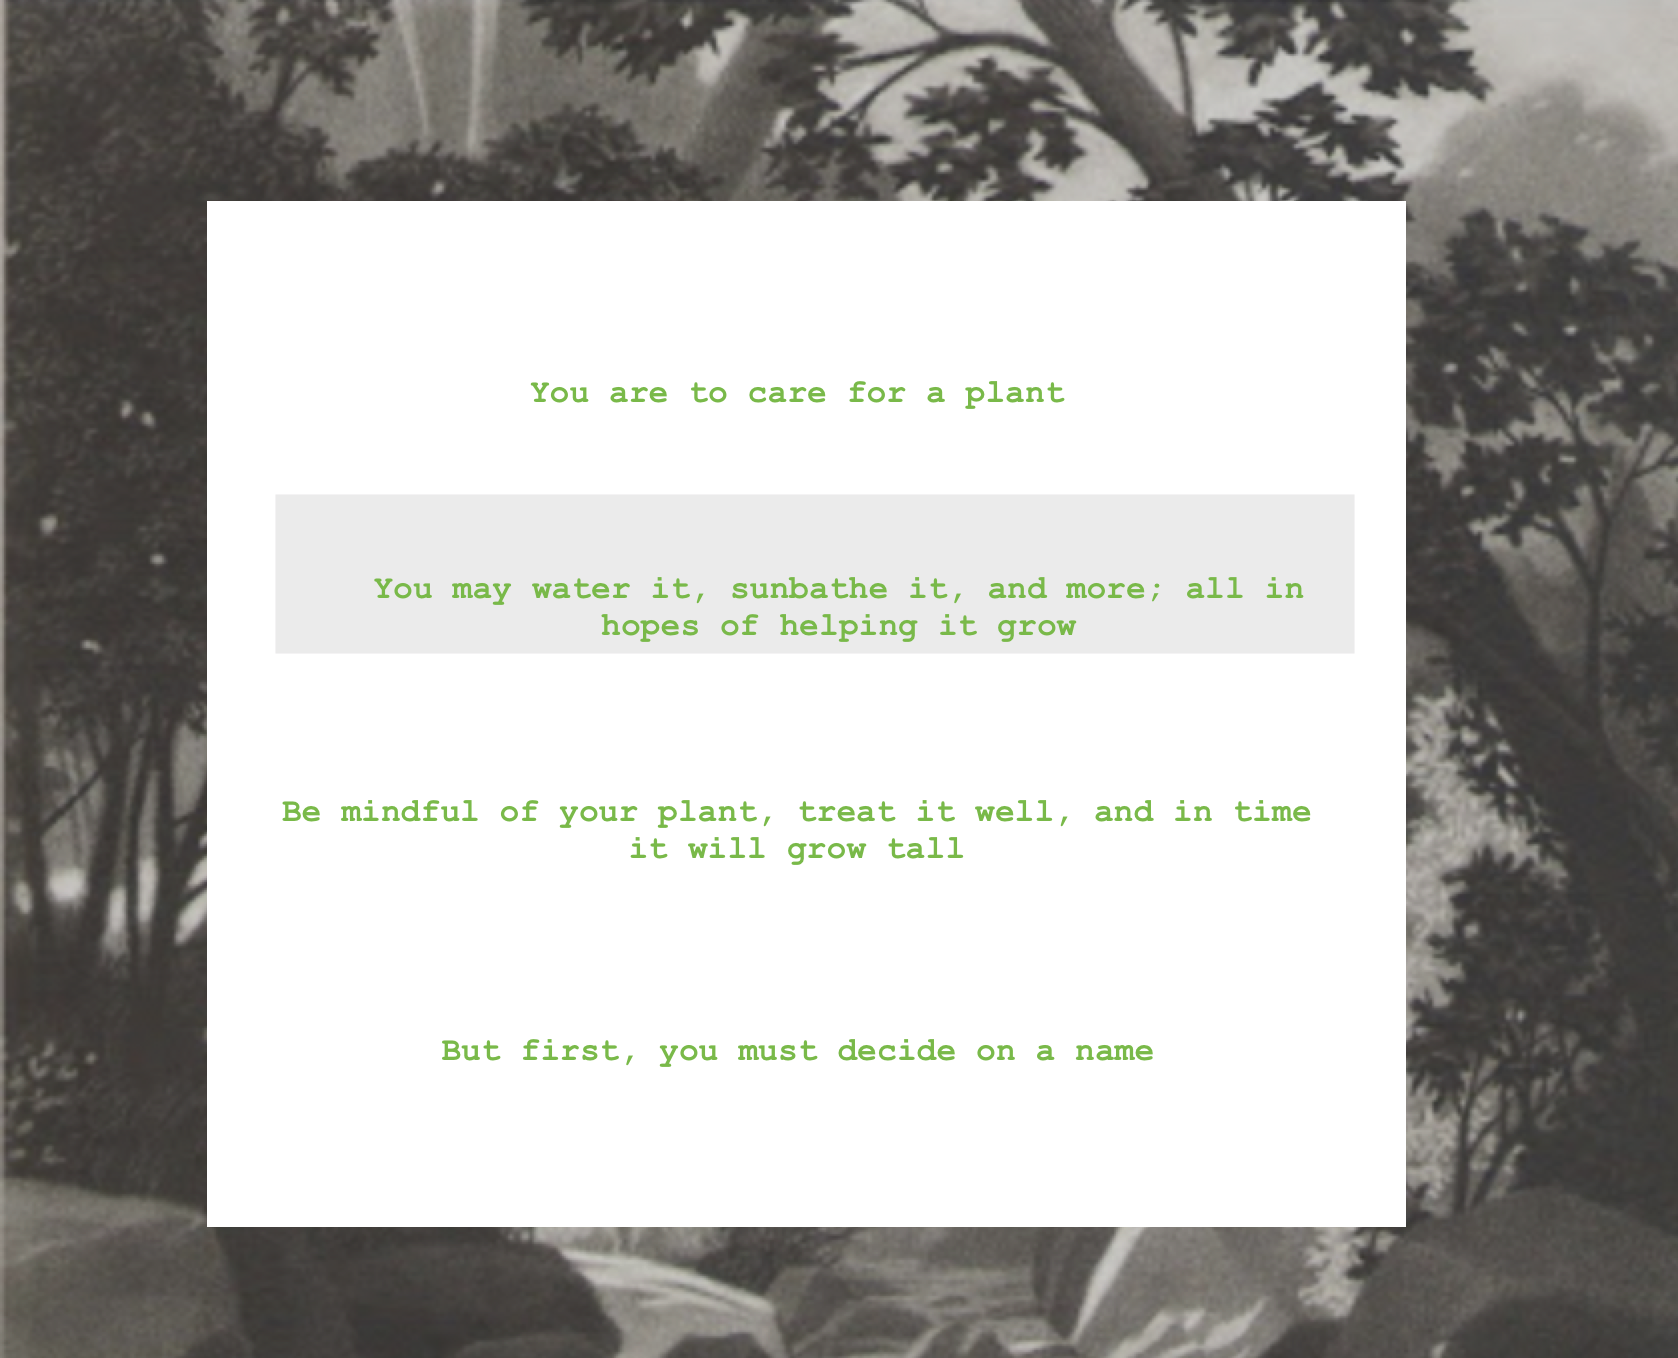 You are to care for a plant
You may water it, sunbathe it, and more; all in
hopes of helping it grow
Be mindful of your plant, treat it well, and in time
it will grow tall
But first, you must decide on a name